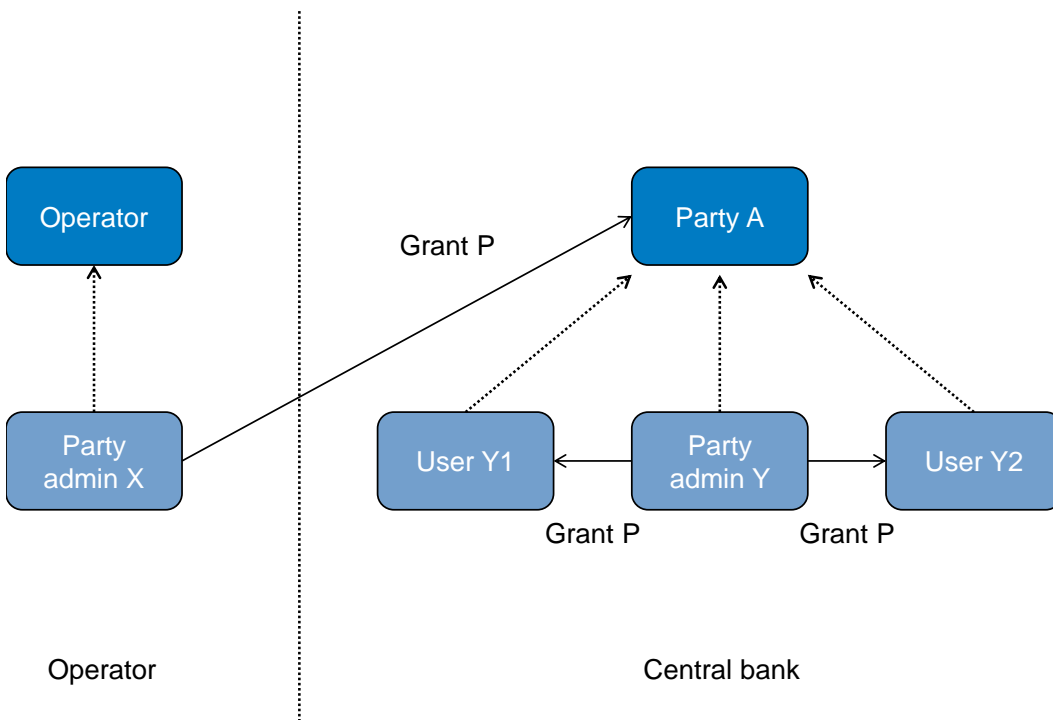 Operator
Party A
Grant P
Party
admin X
User Y1
Party
admin Y
User Y2
Grant P
Grant P
Operator
Central bank